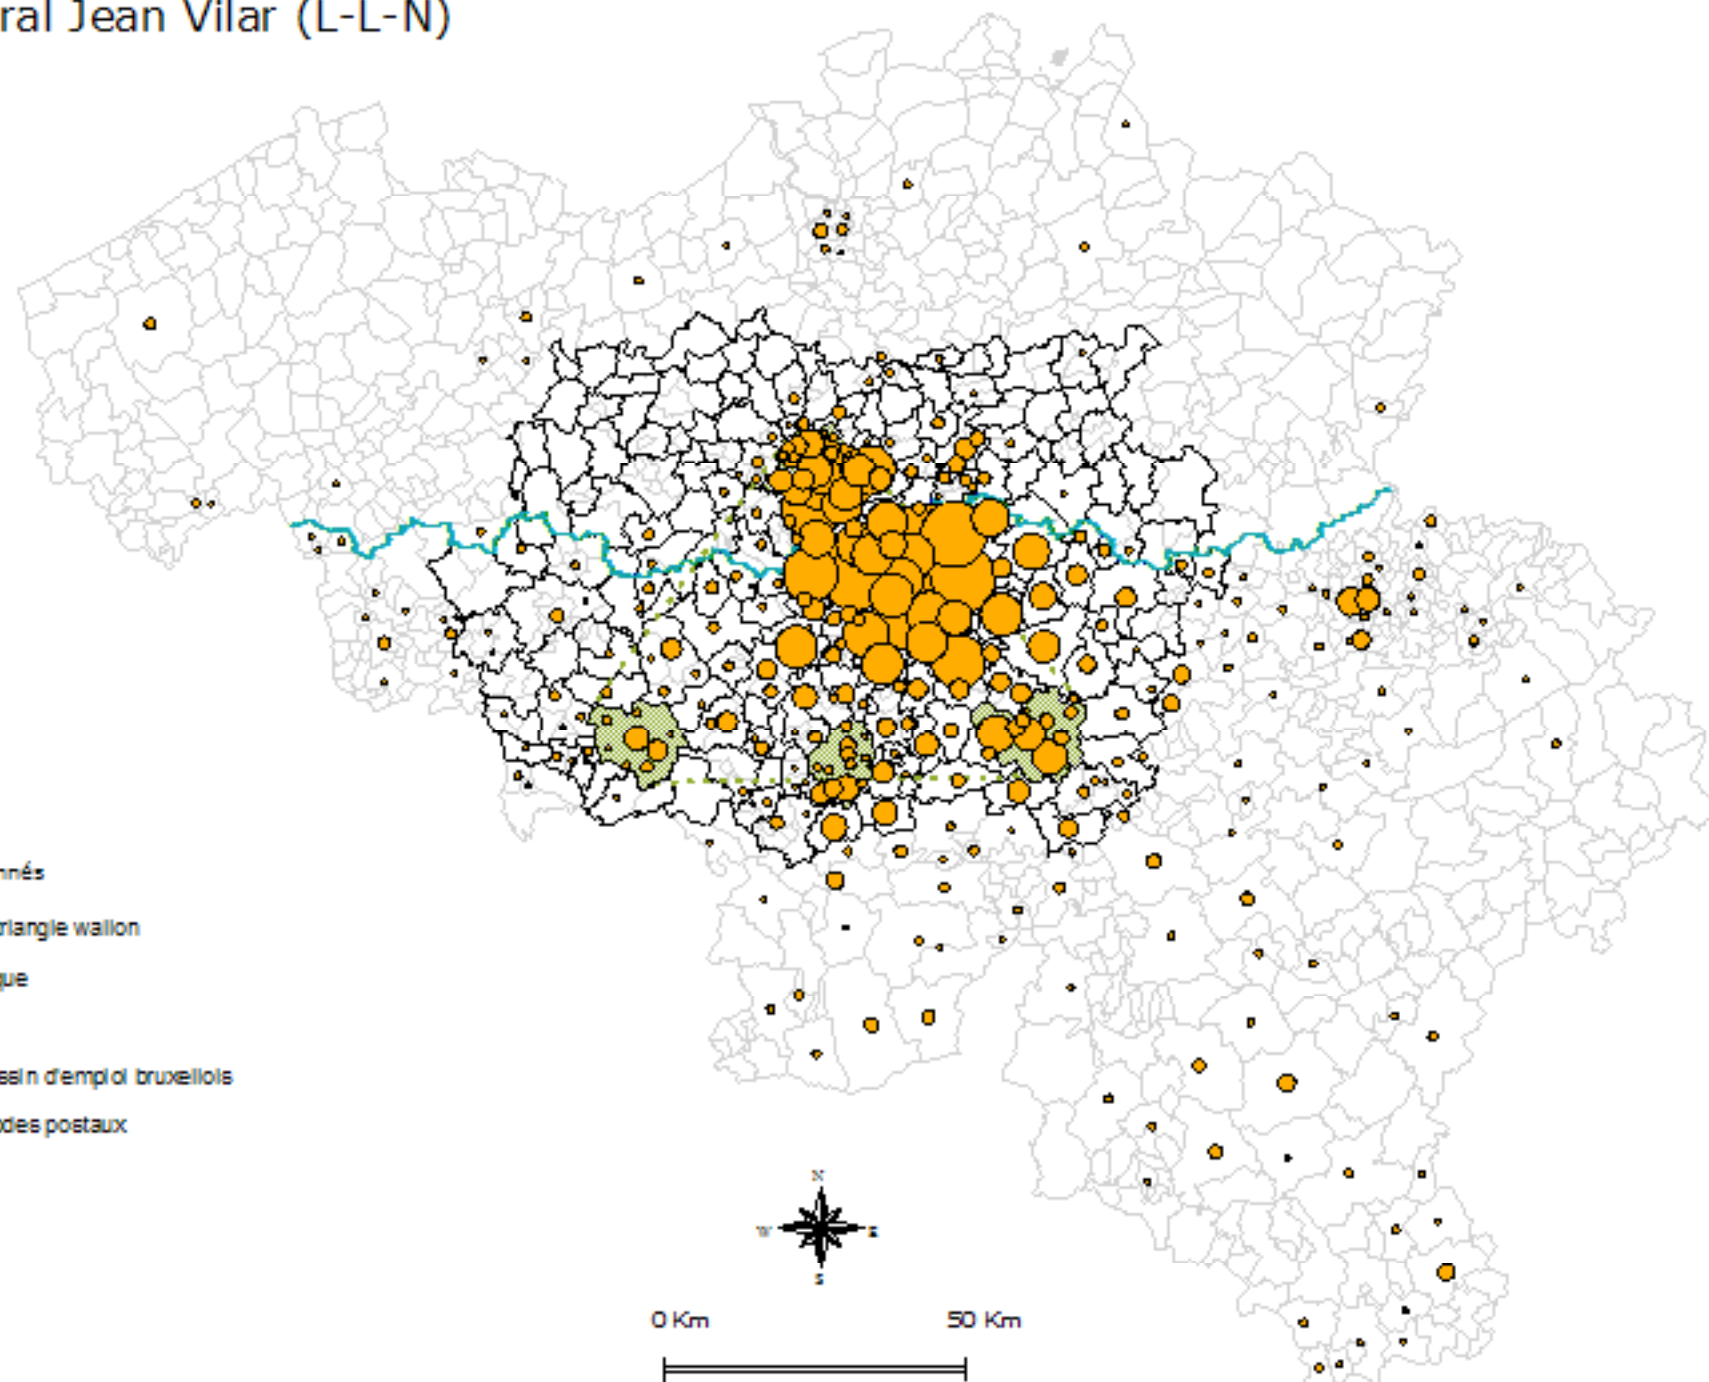 ral Jean Vilar (L-L-N)
nnés
riangle wallon
que
ssin d'emploi bruxellois
odes postaux
N
W E
S
0 Km 50 Km